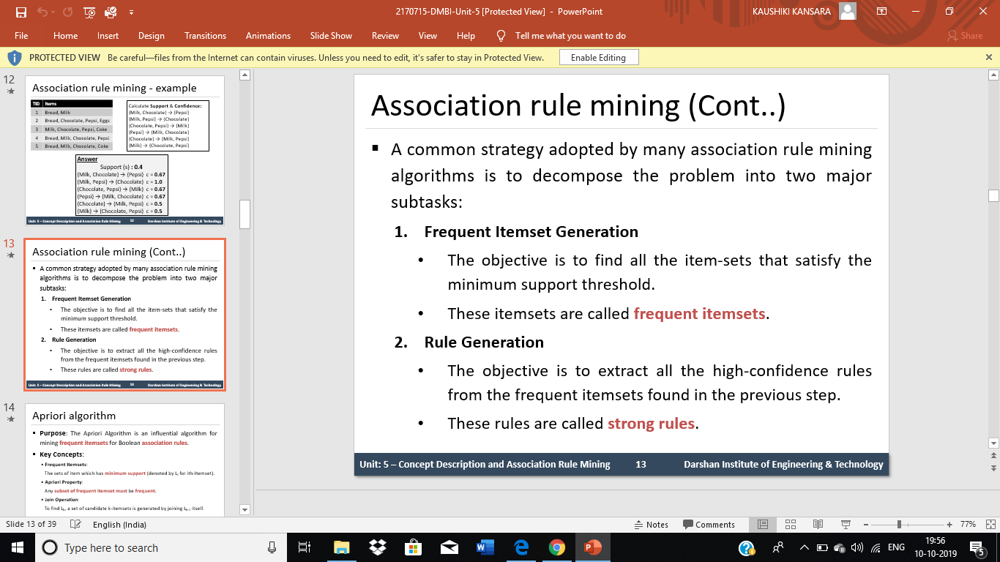 2170715-DMBI-Unit-5 [Protected View] - PowerPoint
KAUSHIKI KANSARA
File Home Insert Design Transitions Animations Slide Show Review View Help Tell me what you want to do Share
PROTECTED VIEW Be careful—files from the Internet can contain viruses. Unless you need to edit, it's safer to stay in Protected View. Enable Editing
12
Association rule mining - example
TID Items
1 Bread, Milk
2 Bread, Chocolate, Pepsi, Eggs
3 Milk, Chocolate, Pepsi, Coke
4 Bread, Milk, Chocolate, Pepsi
5 Bread, Milk, Chocolate, Coke
Calculate Support & Confidence:
{Milk, Chocolate} → {Pepsi}
{Milk, Pepsi} → {Chocolate}
{Chocolate, Pepsi} → {Milk}
{Pepsi} → {Milk, Chocolate}
{Chocolate} → {Milk, Pepsi}
{Milk} → {Chocolate, Pepsi}
Answer
Support (s) : 0.4
{Milk, Chocolate} → {Pepsi} c = 0.67
{Milk, Pepsi} → {Chocolate} c = 1.0
{Chocolate, Pepsi} → {Milk} c = 0.67
{Pepsi} → {Milk, Chocolate} c = 0.67
{Chocolate} → {Milk, Pepsi} c = 0.5
{Milk} → {Chocolate, Pepsi} c = 0.5
Unit: 5 – Concept Description and Association Rule Mining 12 Darshan Institute of Engineering & Technology
13
Association rule mining (Cont..)
▪ A common strategy adopted by many association rule mining
algorithms is to decompose the problem into two major
subtasks:
1. Frequent Itemset Generation
• The objective is to find all the item-sets that satisfy the
minimum support threshold.
• These itemsets are called frequent itemsets.
2. Rule Generation
• The objective is to extract all the high-confidence rules
from the frequent itemsets found in the previous step.
• These rules are called strong rules.
Unit: 5 – Concept Description and Association Rule Mining 13 Darshan Institute of Engineering & Technology
14
Apriori algorithm
▪ Purpose: The Apriori Algorithm is an influential algorithm for
mining frequent itemsets for Boolean association rules.
▪ Key Concepts:
• Frequent Itemsets:
The sets of item which has minimum support (denoted by Li for ith-Itemset).
• Apriori Property:
Any subset of frequent itemset must be frequent.
• Join Operation:
To find Lk, a set of candidate k-itemsets is generated by joining Lk-1 itself.
Association rule mining (Cont..)
▪ A common strategy adopted by many association rule mining
algorithms is to decompose the problem into two major
subtasks:
1. Frequent Itemset Generation
• The objective is to find all the item-sets that satisfy the
minimum support threshold.
• These itemsets are called frequent itemsets.
2. Rule Generation
• The objective is to extract all the high-confidence rules
from the frequent itemsets found in the previous step.
• These rules are called strong rules.
Unit: 5 – Concept Description and Association Rule Mining 13 Darshan Institute of Engineering & Technology
Slide 13 of 39 English (India) Notes Comments 77%
Type here to search
ENG
19:56
10-10-2019
5